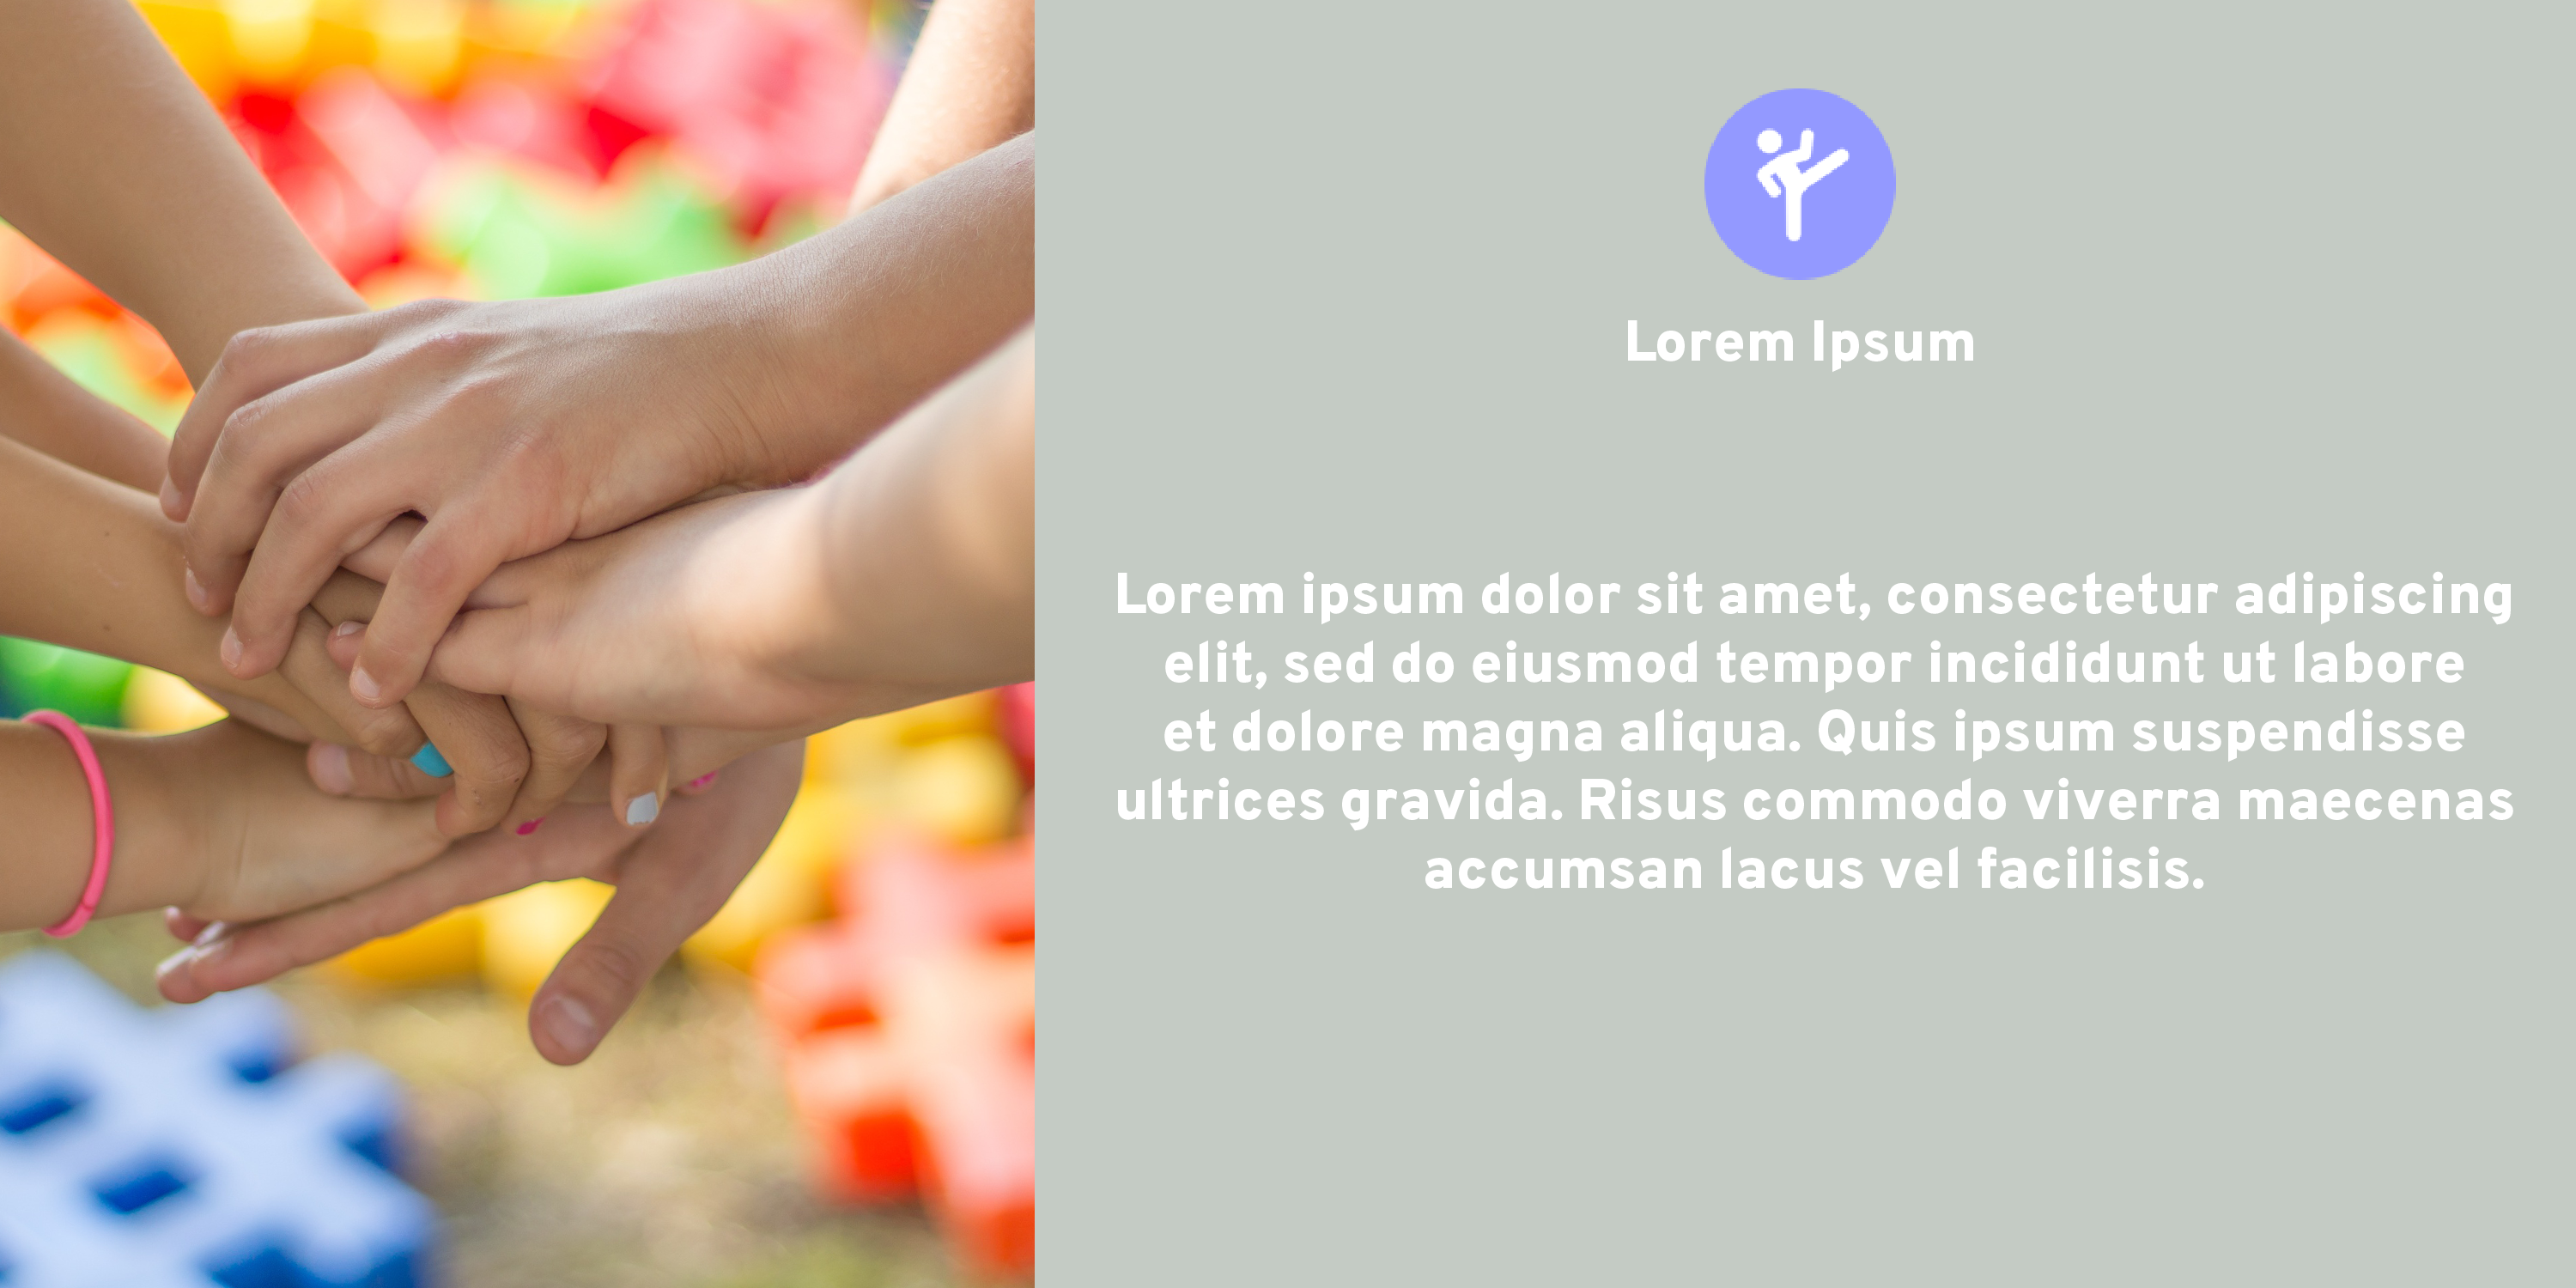 Lorem Ipsum
Lorem ipsum dolor sit amet, consectetur adipiscing
elit, sed do eiusmod tempor incididunt ut labore
et dolore magna aliqua. Quis ipsum suspendisse
ultrices gravida. Risus commodo viverra maecenas
accumsan lacus vel facilisis.